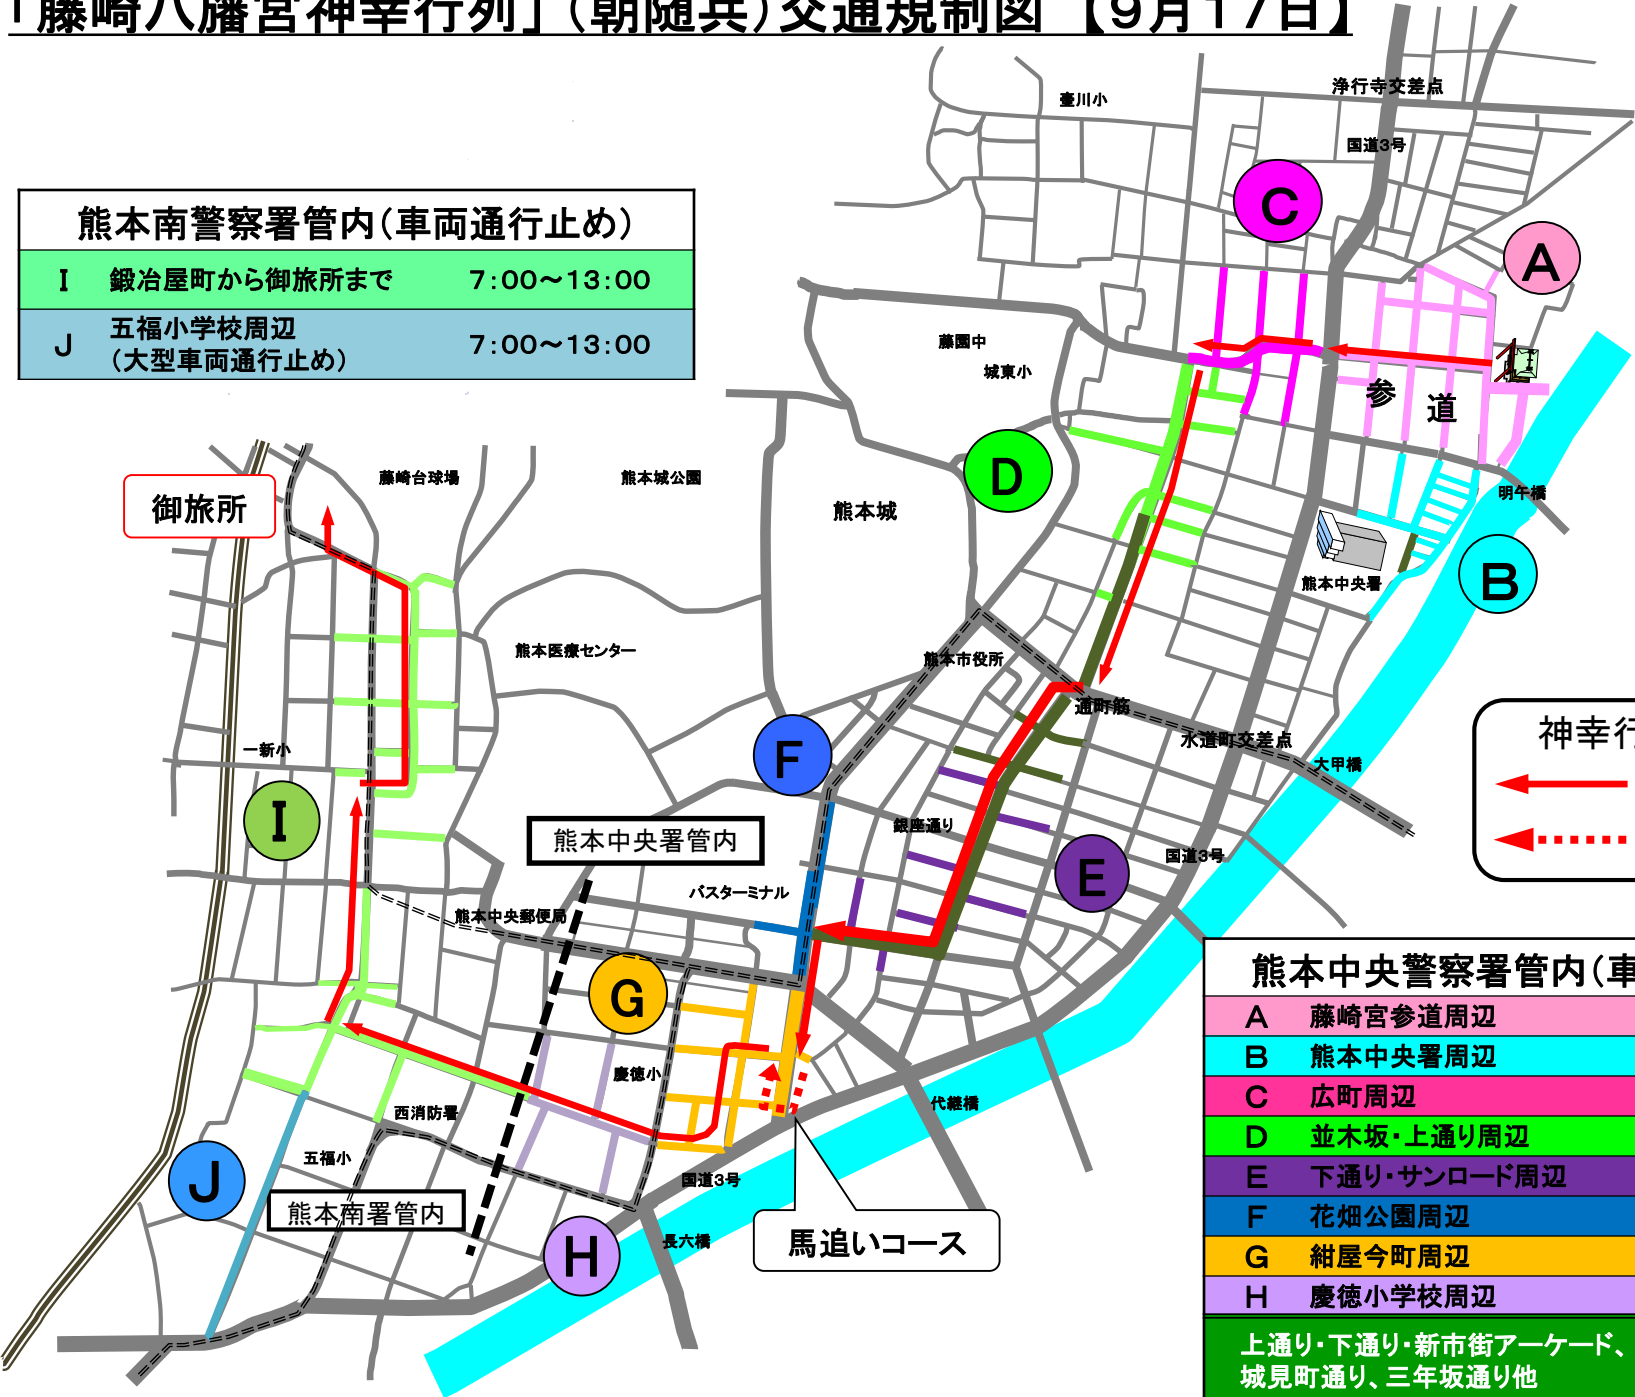 「藤崎八旛宮神幸行列」（朝随兵）交通規制図 【９月１７日】
浄行寺交差点
壷川小
国道3号
C
A
熊本南警察署管内（車両通行止め）
I 鍛冶屋町から御旅所まで 7：00～13：00
J 五福小学校周辺
（大型車両通行止め） 7：00～13：00
藤園中
城東小
参道
D
明午橋
御旅所
藤崎台球場
熊本城公園
熊本城
熊本中央署
B
熊本医療センター
熊本市役所
通町筋
水道町交差点
大甲橋
神幸行
一新小
F
I
熊本中央署管内
銀座通り
国道3号
E
バスターミナル
熊本中央郵便局
G
慶徳小
西消防署
代継橋
五福小
J
国道3号
熊本南署管内
長六橋
H
馬追いコース
熊本中央警察署管内（車
A 藤崎宮参道周辺
B 熊本中央署周辺
C 広町周辺
D 並木坂・上通り周辺
E 下通り・サンロード周辺
F 花畑公園周辺
G 紺屋今町周辺
H 慶徳小学校周辺
上通り・下通り・新市街アーケード、
城見町通り、三年坂通り他